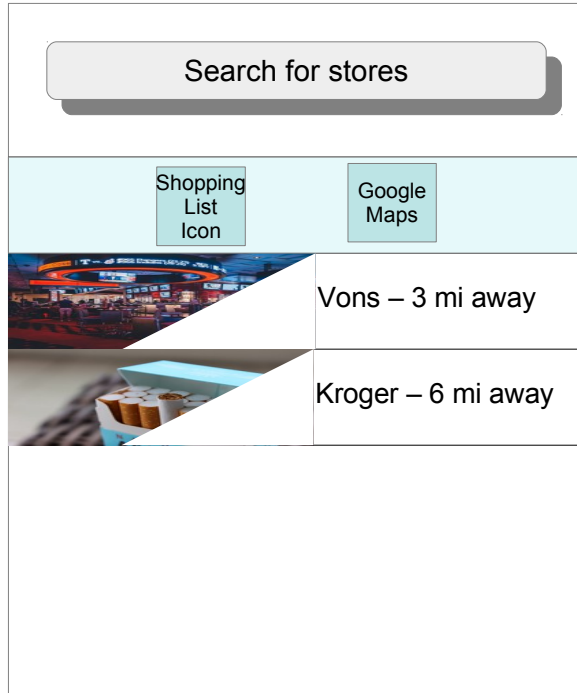 Search for stores
Shopping
List
Icon
Google
Maps
Vons – 3 mi away
Kroger – 6 mi away